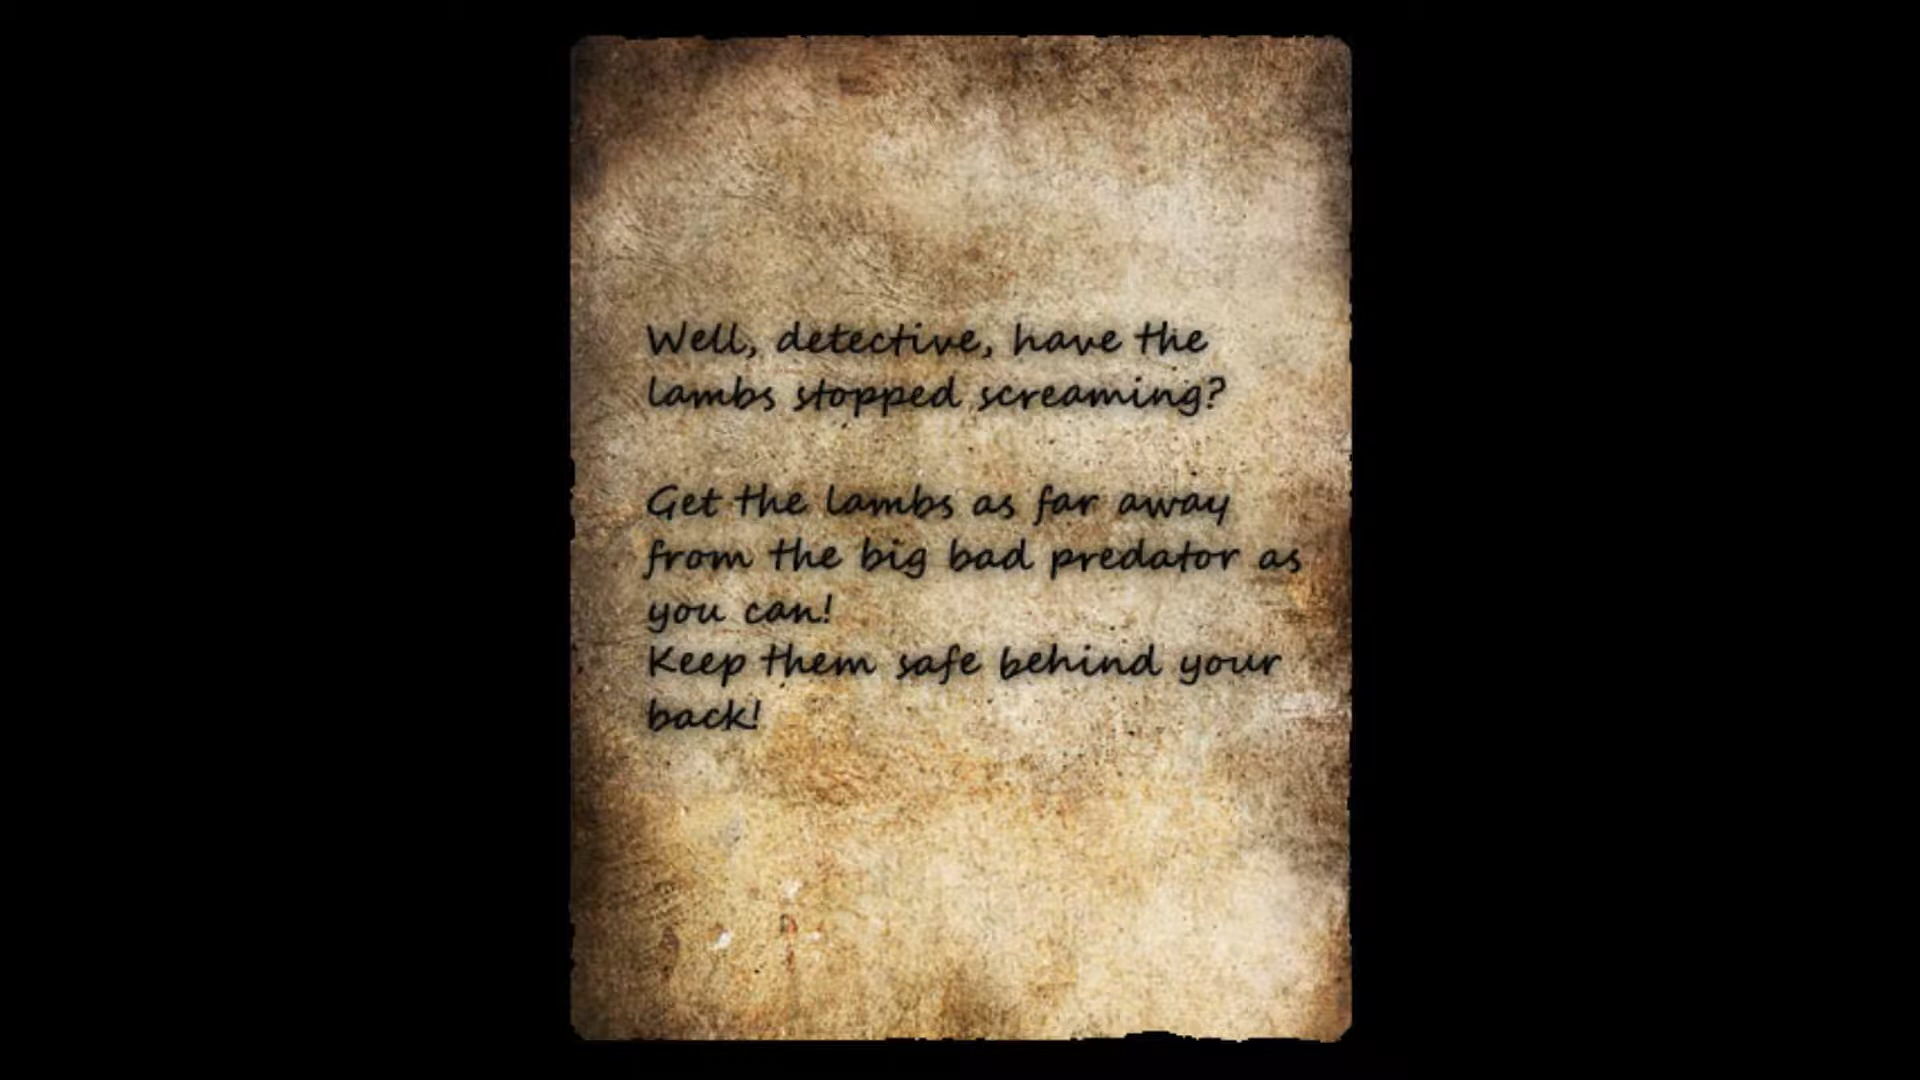 Well, detective, have the
lambs stopped screaming?
Get the lambs as far away
from the big bad predator as
you can!
Keep them safe behind your
back!